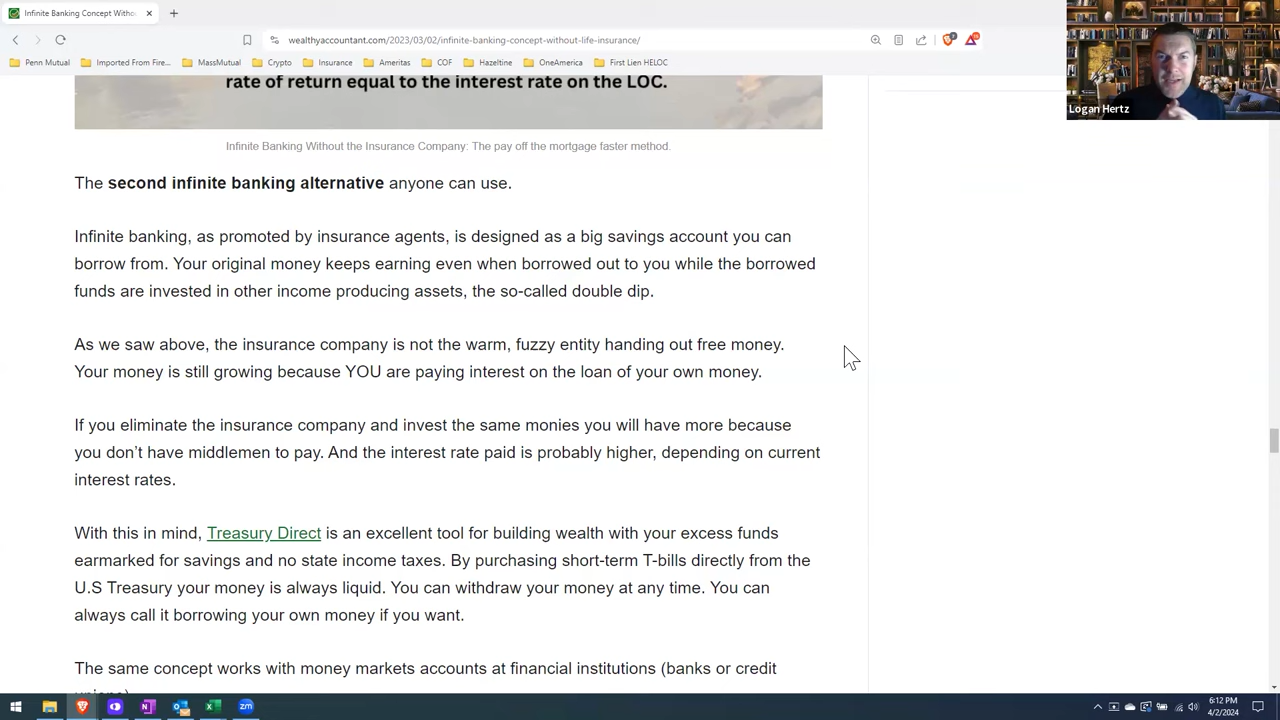 Infinite Banking Concept Withou
wealthyaccountant.com/2023/03/02/infinite-banking-concept-without-life-insurance/
Penn Mutual
Imported From Fire...
MassMutual
Crypto
Insurance
Ameritas
COF
Hazeltine
OneAmerica
First Lien HELOC
Logan Hertz
rate of return equal to the interest rate on the LOC.
Infinite Banking Without the Insurance Company: The pay off the mortgage faster method.
The second infinite banking alternative anyone can use.
Infinite banking, as promoted by insurance agents, is designed as a big savings account you can
borrow from. Your original money keeps earning even when borrowed out to you while the borrowed
funds are invested in other income producing assets, the so-called double dip.
As we saw above, the insurance company is not the warm, fuzzy entity handing out free money.
Your money is still growing because YOU are paying interest on the loan of your own money.
If you eliminate the insurance company and invest the same monies you will have more because
you don’t have middlemen to pay. And the interest rate paid is probably higher, depending on current
interest rates.
With this in mind, Treasury Direct is an excellent tool for building wealth with your excess funds
earmarked for savings and no state income taxes. By purchasing short-term T-bills directly from the
U.S Treasury your money is always liquid. You can withdraw your money at any time. You can
always call it borrowing your own money if you want.
The same concept works with money markets accounts at financial institutions (banks or credit
unions)
zm
6:12 PM
4/2/2024